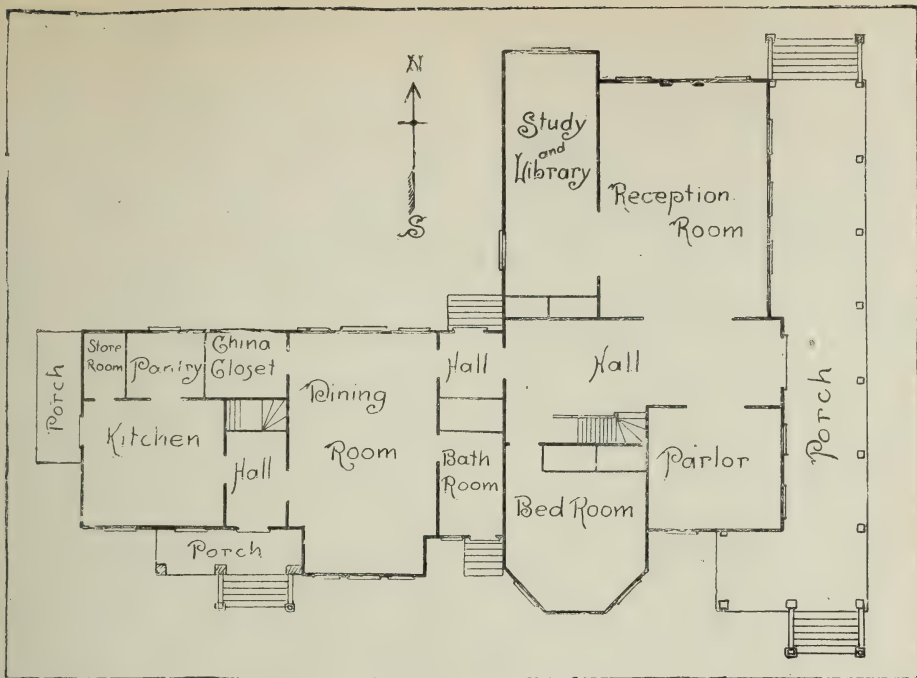 N
S
Study
and
Library
Reception
Room
Store
Room
Pantry
China
Closet
Porch
Kitchen
Hall
Dining
Room
Hall
Bath
Room
Hall
Bed Room
Parlor
Porch
Porch